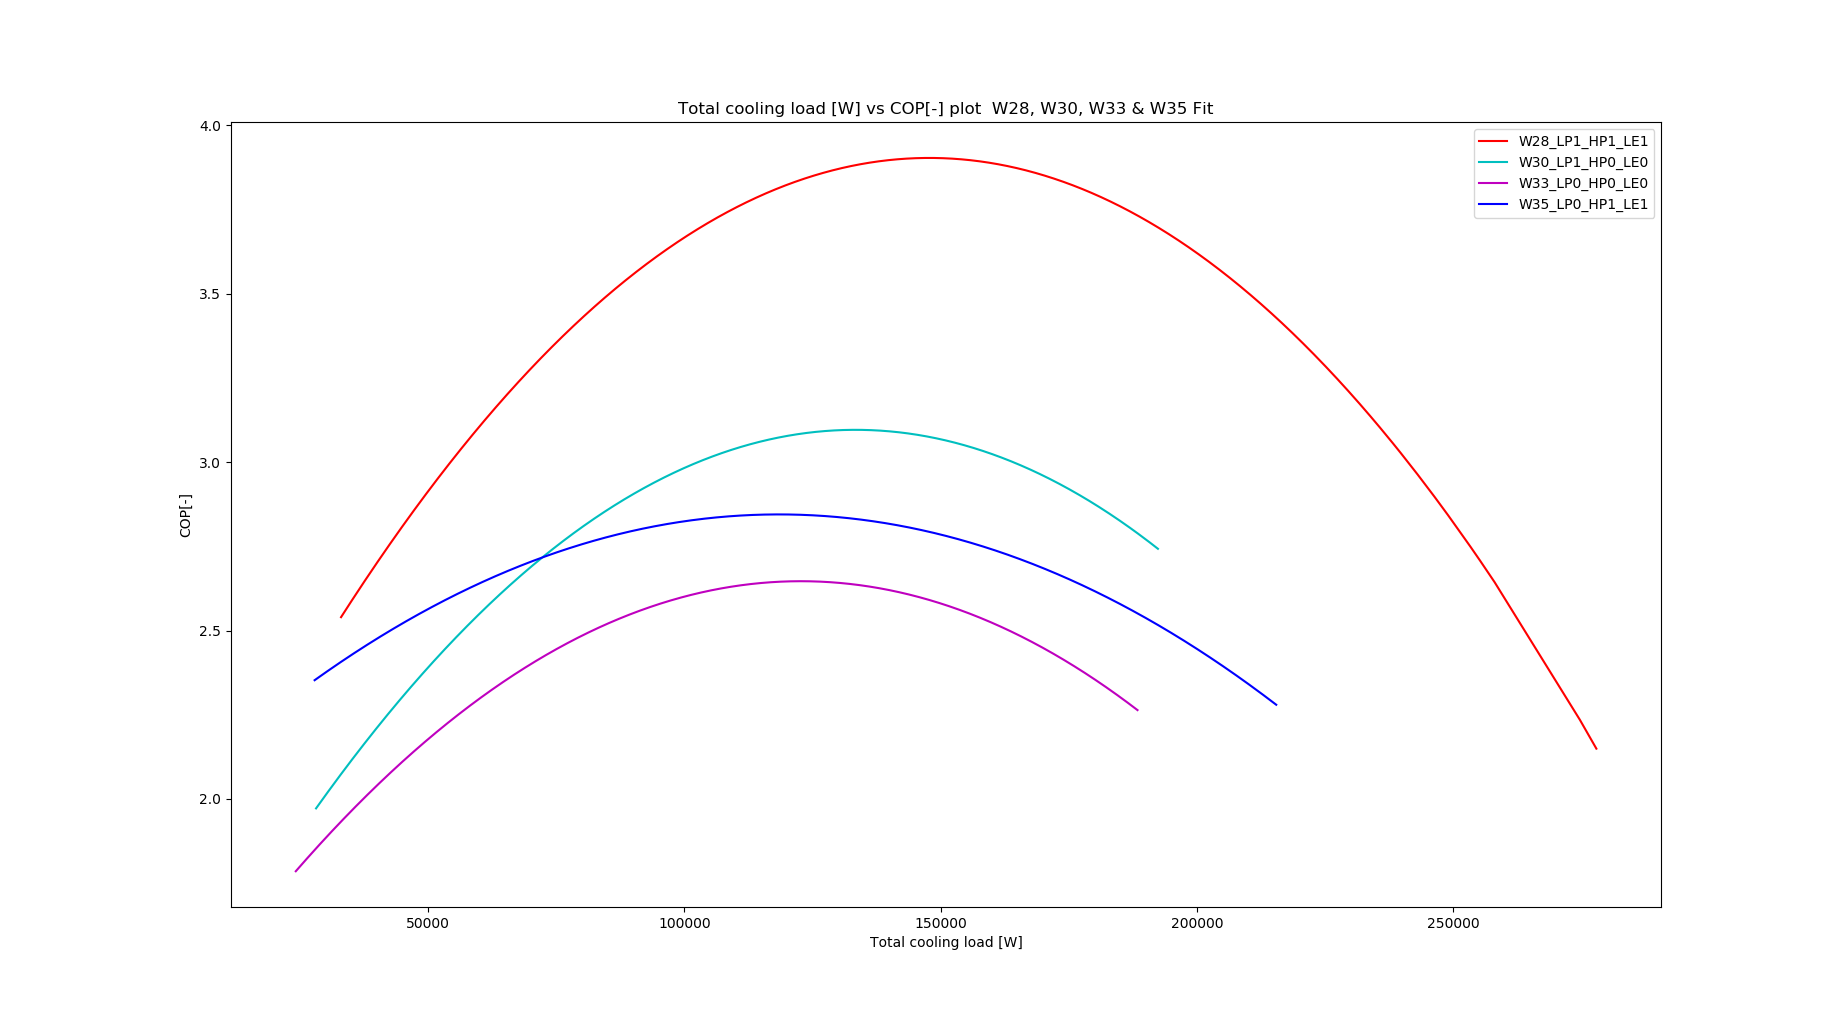 Total cooling load [W] vs COP[-] plot  W28, W30, W33 & W35 Fit
W28_LP1_HP1_LE1
W30_LP1_HP0_LE0
W33_LP0_HP0_LE0
W35_LP0_HP1_LE1
4.0
3.5
3.0
2.5
2.0
COP[-]
50000 100000 150000 200000 250000
Total cooling load [W]